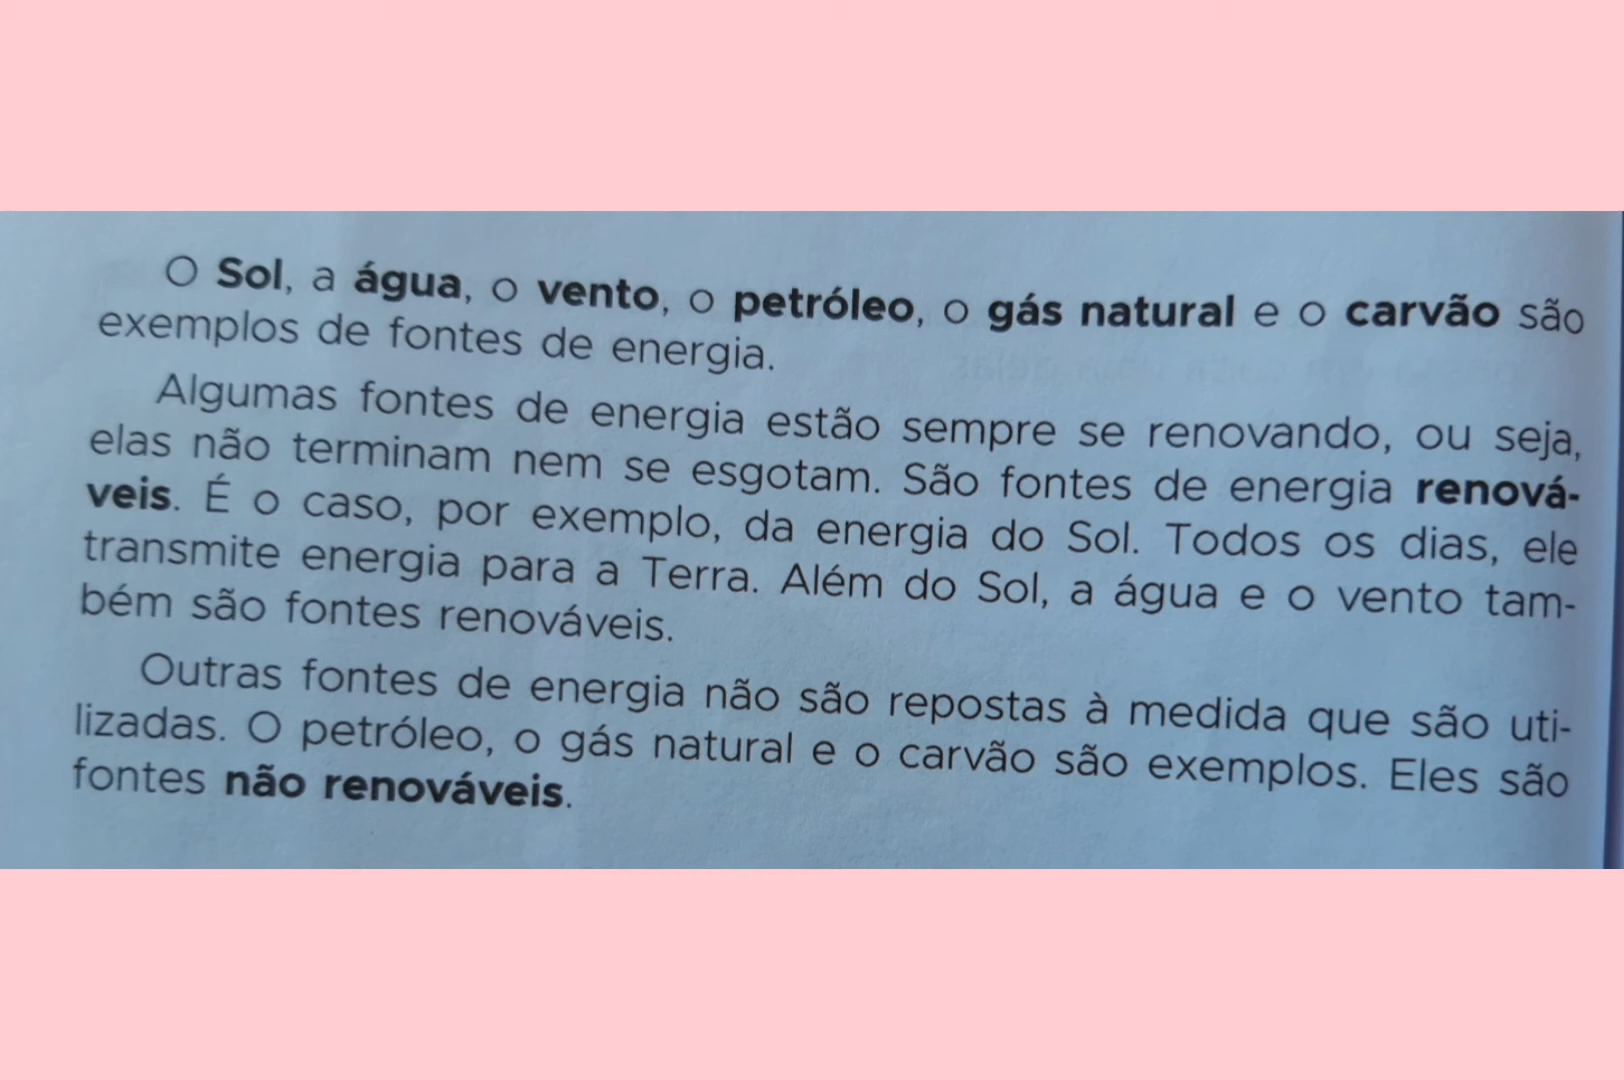 O Sol, a água, o vento, o petróleo, o gás natural e o carvão são
exemplos de fontes de energia.
Algumas fontes de energia estão sempre se renovando, ou seja,
elas não terminam nem se esgotam. São fontes de energia renová-
veis. É o caso, por exemplo, da energia do Sol. Todos os dias, ele
transmite energia para a Terra. Além do Sol, a água e o vento tam-
bém são fontes renováveis.
Outras fontes de energia não são repostas à medida que são uti-
lizadas. O petróleo, o gás natural e o carvão são exemplos. Eles são
fontes não renováveis.